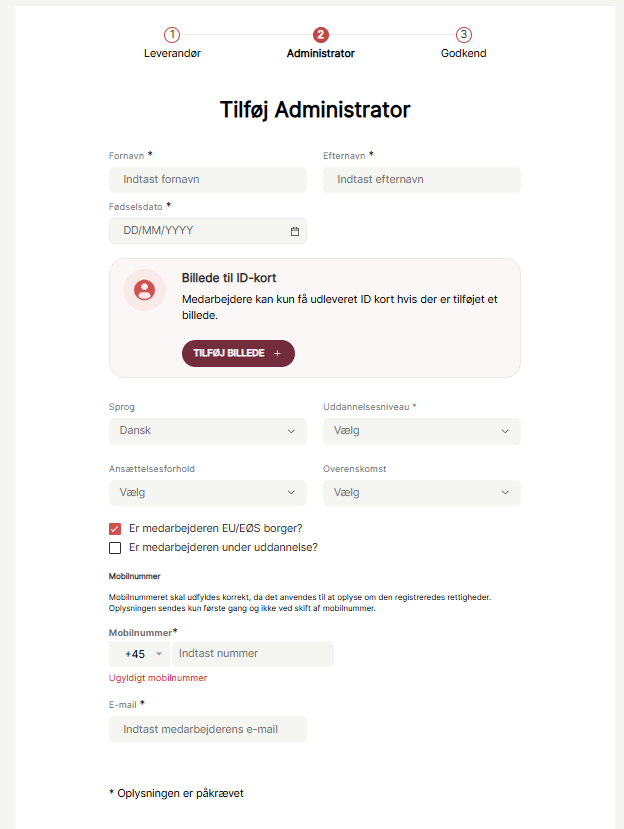 1 2 3
Leverandør Administrator Godkend
Tilføj Administrator
Fornavn * Efternavn *
Indtast fornavn Indtast efternavn
Fødselsdato *
DD/MM/YYYY
Billede til ID-kort
Medarbejdere kan kun få udleveret ID kort hvis der er tilføjet et
billede.
TILFØJ BILLEDE +
Sprog Uddannelsesniveau *
Dansk Vælg
Ansættelsesforhold Overenskomst
Vælg Vælg
Er medarbejderen EU/EØS borger?
Er medarbejderen under uddannelse?
Mobilnummer
Mobilnummeret skal udfyldes korrekt, da det anvendes til at oplyse om den registreredes rettigheder.
Oplysningen sendes kun første gang og ikke ved skift af mobilnummer.
Mobilnummer*
+45 Indtast nummer
Ugyldigt mobilnummer
E-mail *
Indtast medarbejderens e-mail
* Oplysningen er påkrævet